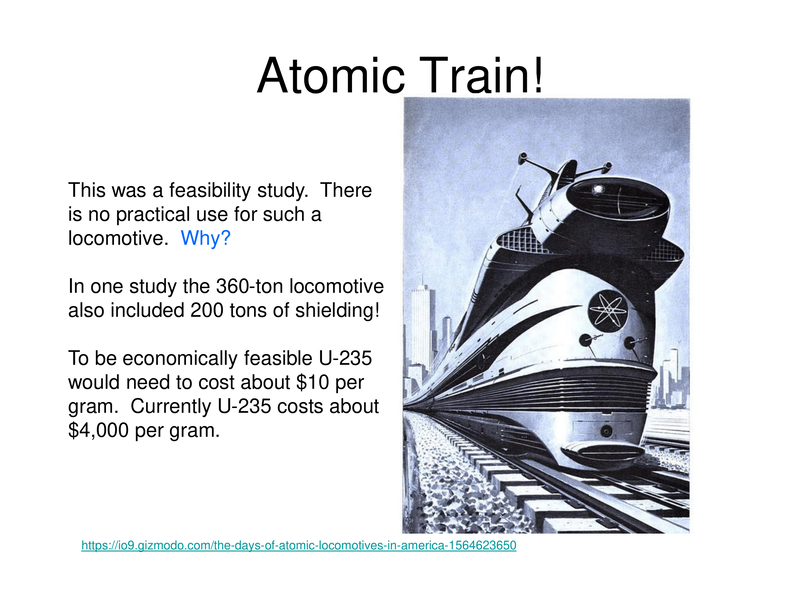 Atomic Train!
This was a feasibility study.  There
is no practical use for such a
locomotive.  Why?
In one study the 360-ton locomotive
also included 200 tons of shielding!
To be economically feasible U-235
would need to cost about $10 per
gram.  Currently U-235 costs about
$4,000 per gram.
https://io9.gizmodo.com/the-days-of-atomic-locomotives-in-america-1564623650